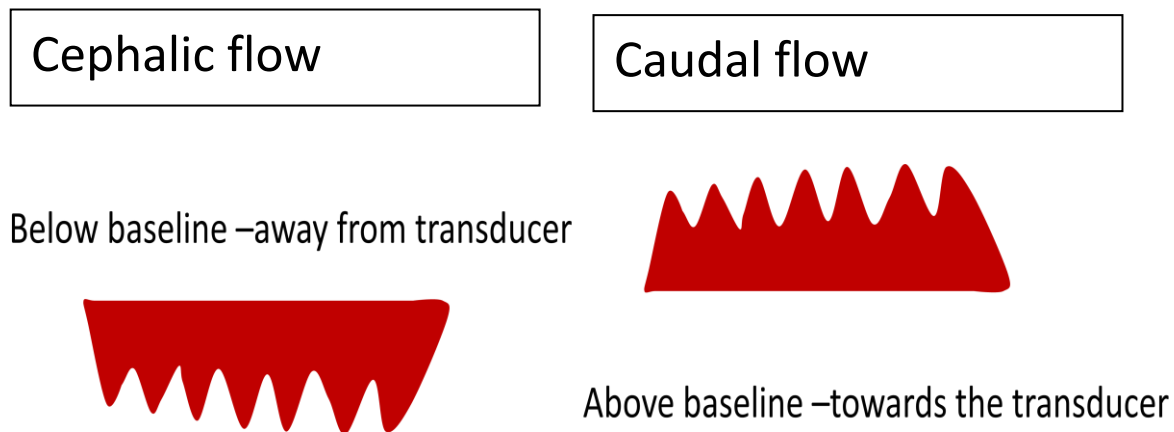 Cephalic flow
Caudal flow
Below baseline –away from transducer
Above baseline –towards the transducer